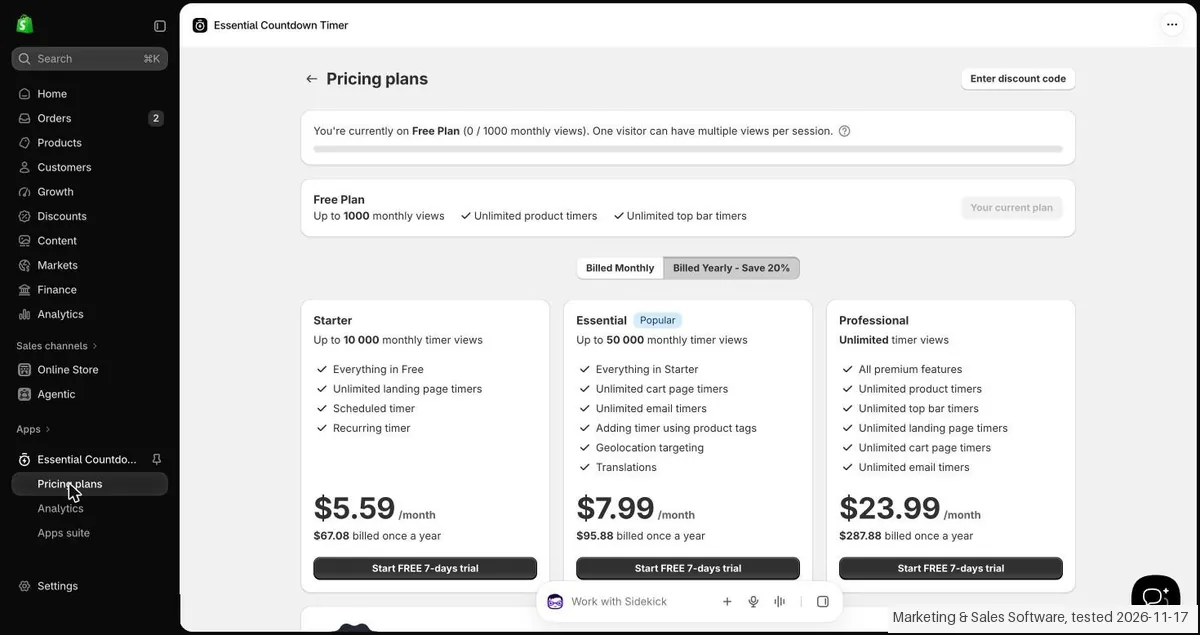 Essential Countdown Timer
Search ⌘K
Home
Orders 2
Products
Customers
Growth
Discounts
Content
Markets
Finance
Analytics
Sales channels
Online Store
Agentic
Apps
Essential Countdo...
Pricing plans
Analytics
Apps suite
Settings
Pricing plans
Enter discount code
You're currently on Free Plan (0 / 1000 monthly views). One visitor can have multiple views per session.
Free Plan
Up to 1000 monthly views Unlimited product timers Unlimited top bar timers
Your current plan
Billed Monthly Billed Yearly - Save 20%
Starter
Up to 10 000 monthly timer views
Everything in Free
Unlimited landing page timers
Scheduled timer
Recurring timer
$5.59 /month
$67.08 billed once a year
Start FREE 7-days trial
Essential Popular
Up to 50 000 monthly timer views
Everything in Starter
Unlimited cart page timers
Unlimited email timers
Adding timer using product tags
Geolocation targeting
Translations
$7.99 /month
$95.88 billed once a year
Start FREE 7-days trial
Professional
Unlimited timer views
All premium features
Unlimited product timers
Unlimited top bar timers
Unlimited landing page timers
Unlimited cart page timers
Unlimited email timers
$23.99 /month
$287.88 billed once a year
Start FREE 7-days trial
Work with Sidekick
Marketing & Sales Software, tested 2026-11-17